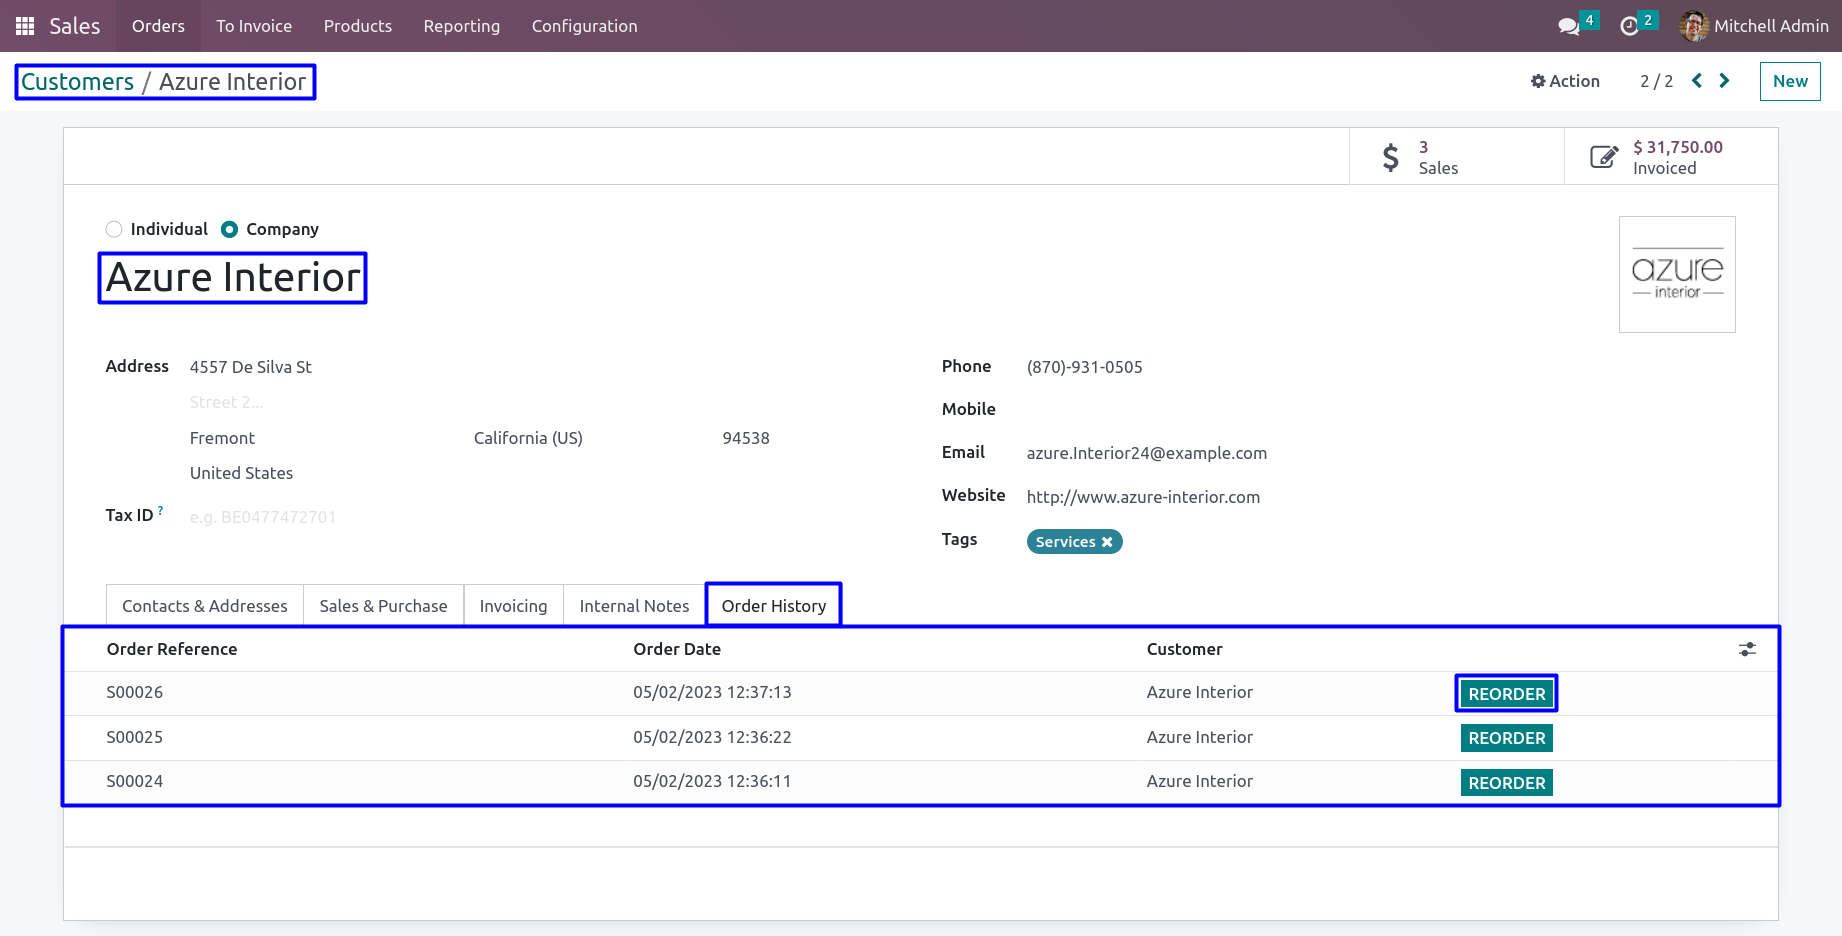 Sales Orders To Invoice Products Reporting Configuration 4 2 Mitchell Admin
Customers / Azure Interior Action 2 / 2 New
3 $ 31,750.00
Sales Invoiced
Individual Company
Azure Interior
azure
interior
Address 4557 De Silva St Phone (870)-931-0505
Street 2...
Mobile
Fremont California (US) 94538
Email azure.Interior24@example.com
United States
Website http://www.azure-interior.com
Tax ID ? e.g. BE0477472701
Tags Services ✖
Contacts & Addresses Sales & Purchase Invoicing Internal Notes Order History
Order Reference Order Date Customer
S00026 05/02/2023 12:37:13 Azure Interior REORDER
S00025 05/02/2023 12:36:22 Azure Interior REORDER
S00024 05/02/2023 12:36:11 Azure Interior REORDER